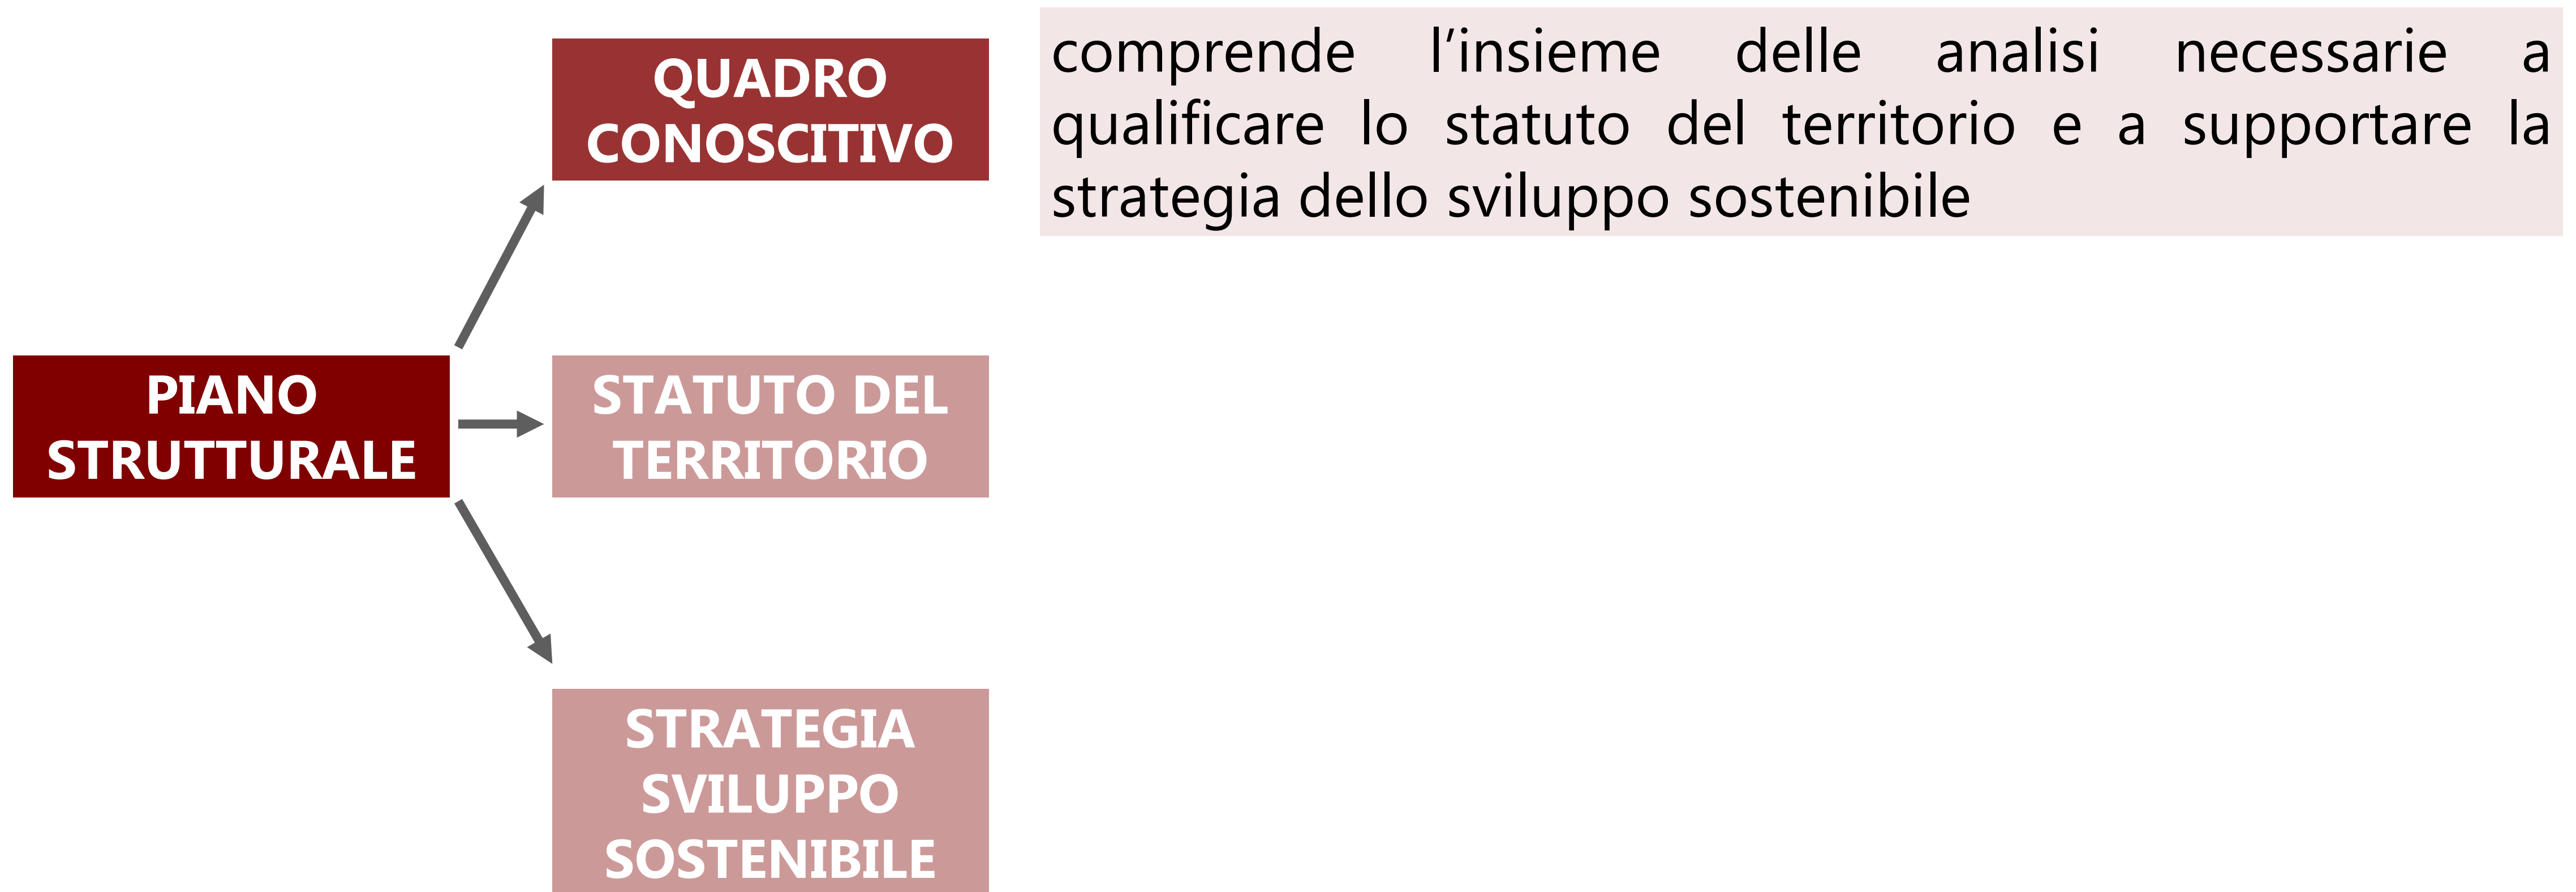 QUADRO
CONOSCITIVO
comprende l’insieme delle analisi necessarie a
qualificare lo statuto del territorio e a supportare la
strategia dello sviluppo sostenibile
PIANO
STRUTTURALE
STATUTO DEL
TERRITORIO
STRATEGIA
SVILUPPO
SOSTENIBILE